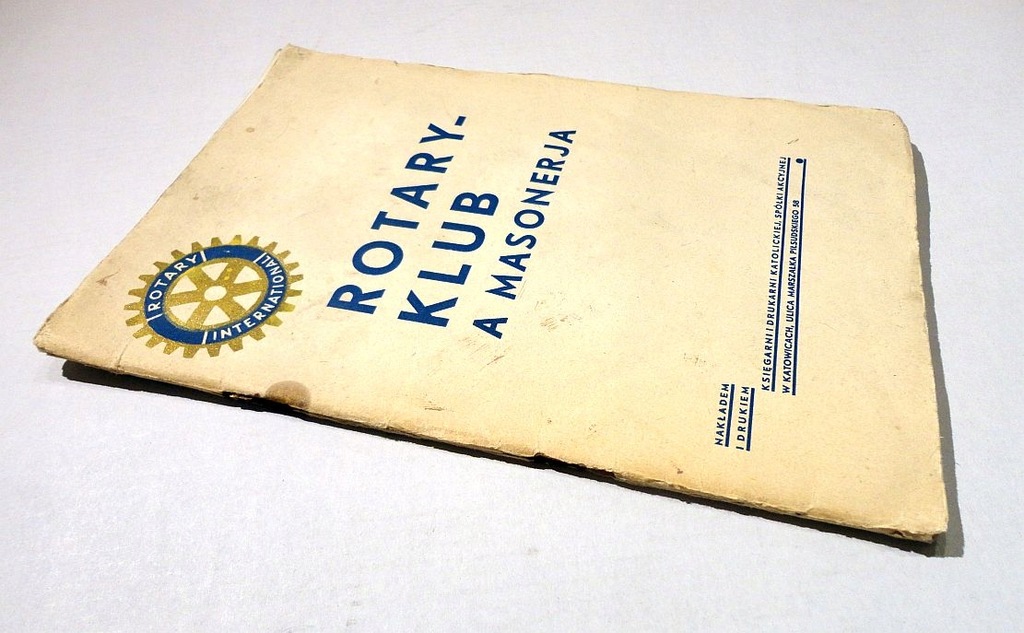 ROTARY
INTERNATIONAL
ROTARY-
KLUB
A MASONERJA
NAKŁADEM
I DRUKIEM
KSIĘGARNI I DRUKARNI KATOLICKIEJ, SPÓŁKI AKCYJNEJ
W KATOWICACH, ULICA MARSZAŁKA PIŁSUDSKIEGO 58